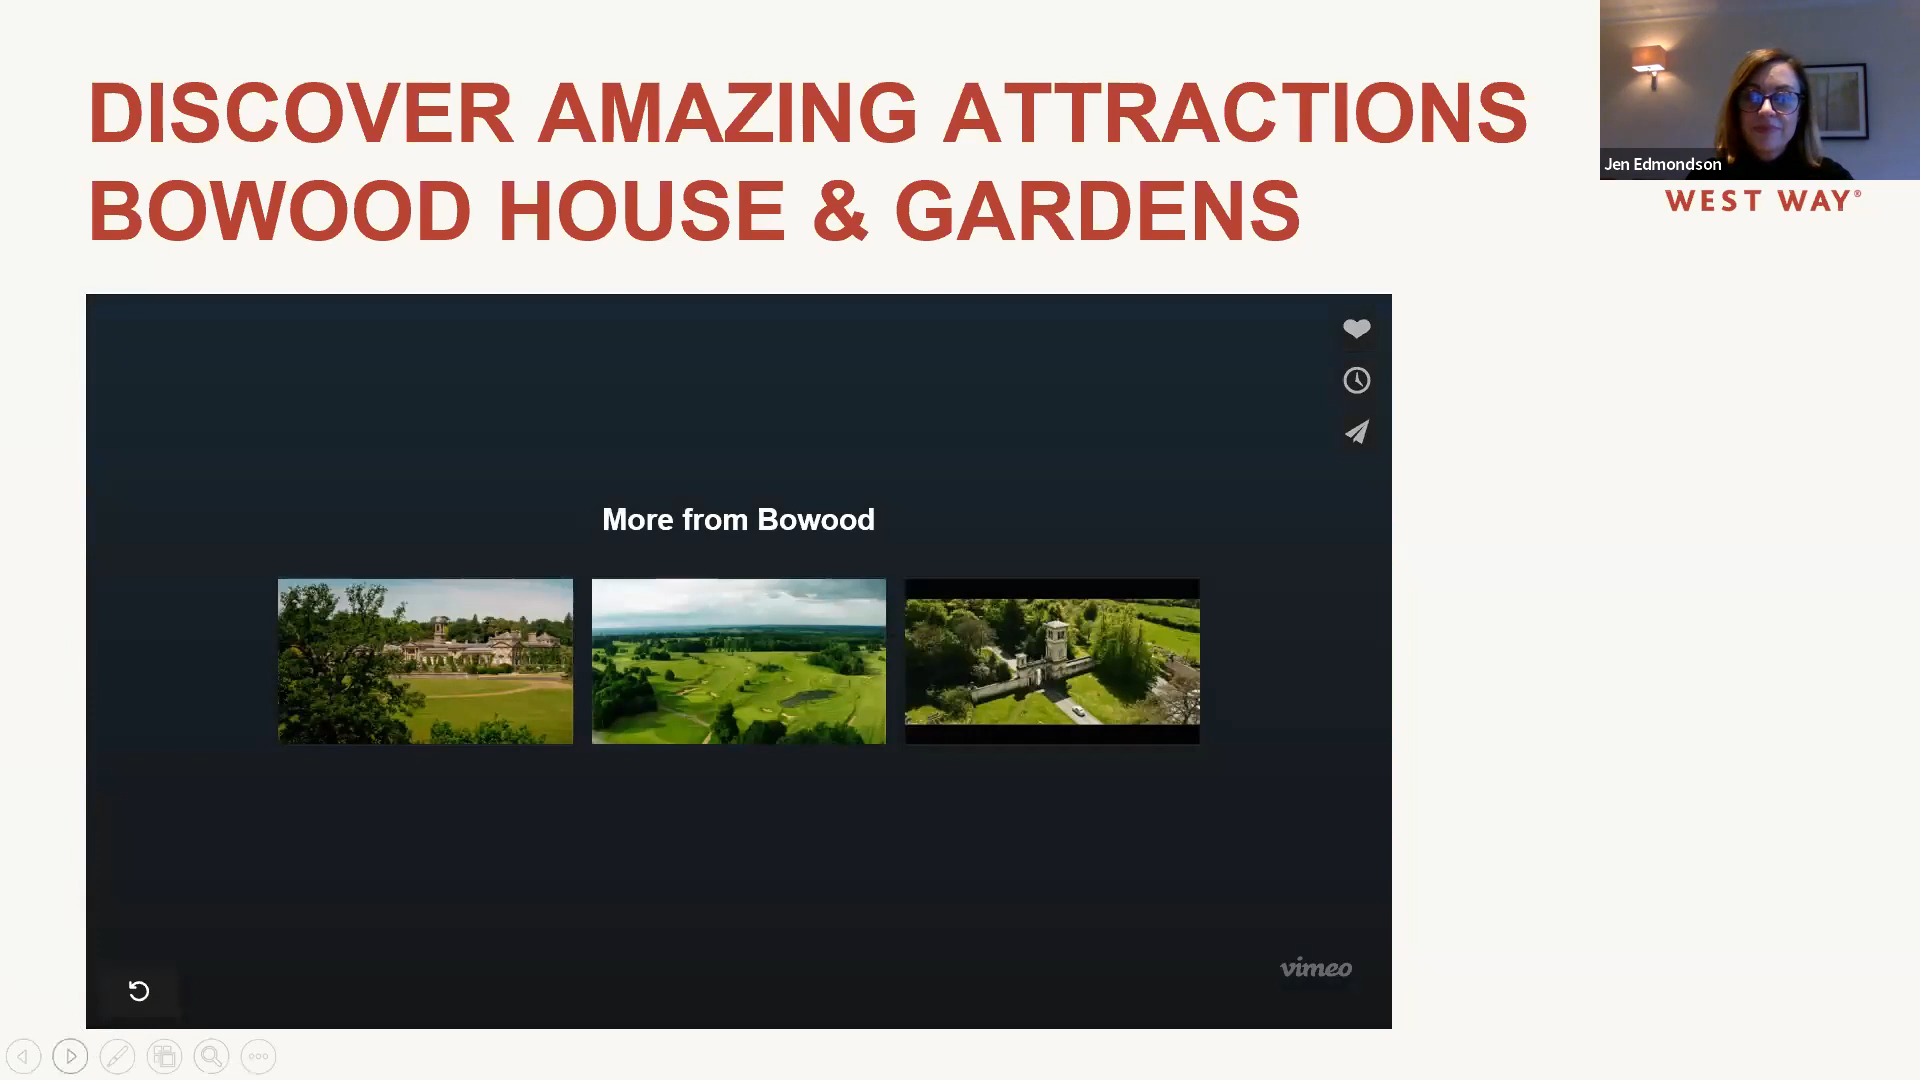 DISCOVER AMAZING ATTRACTIONS
BOWOOD HOUSE & GARDENS
Jen Edmondson
WEST WAY®
More from Bowood
vimeo